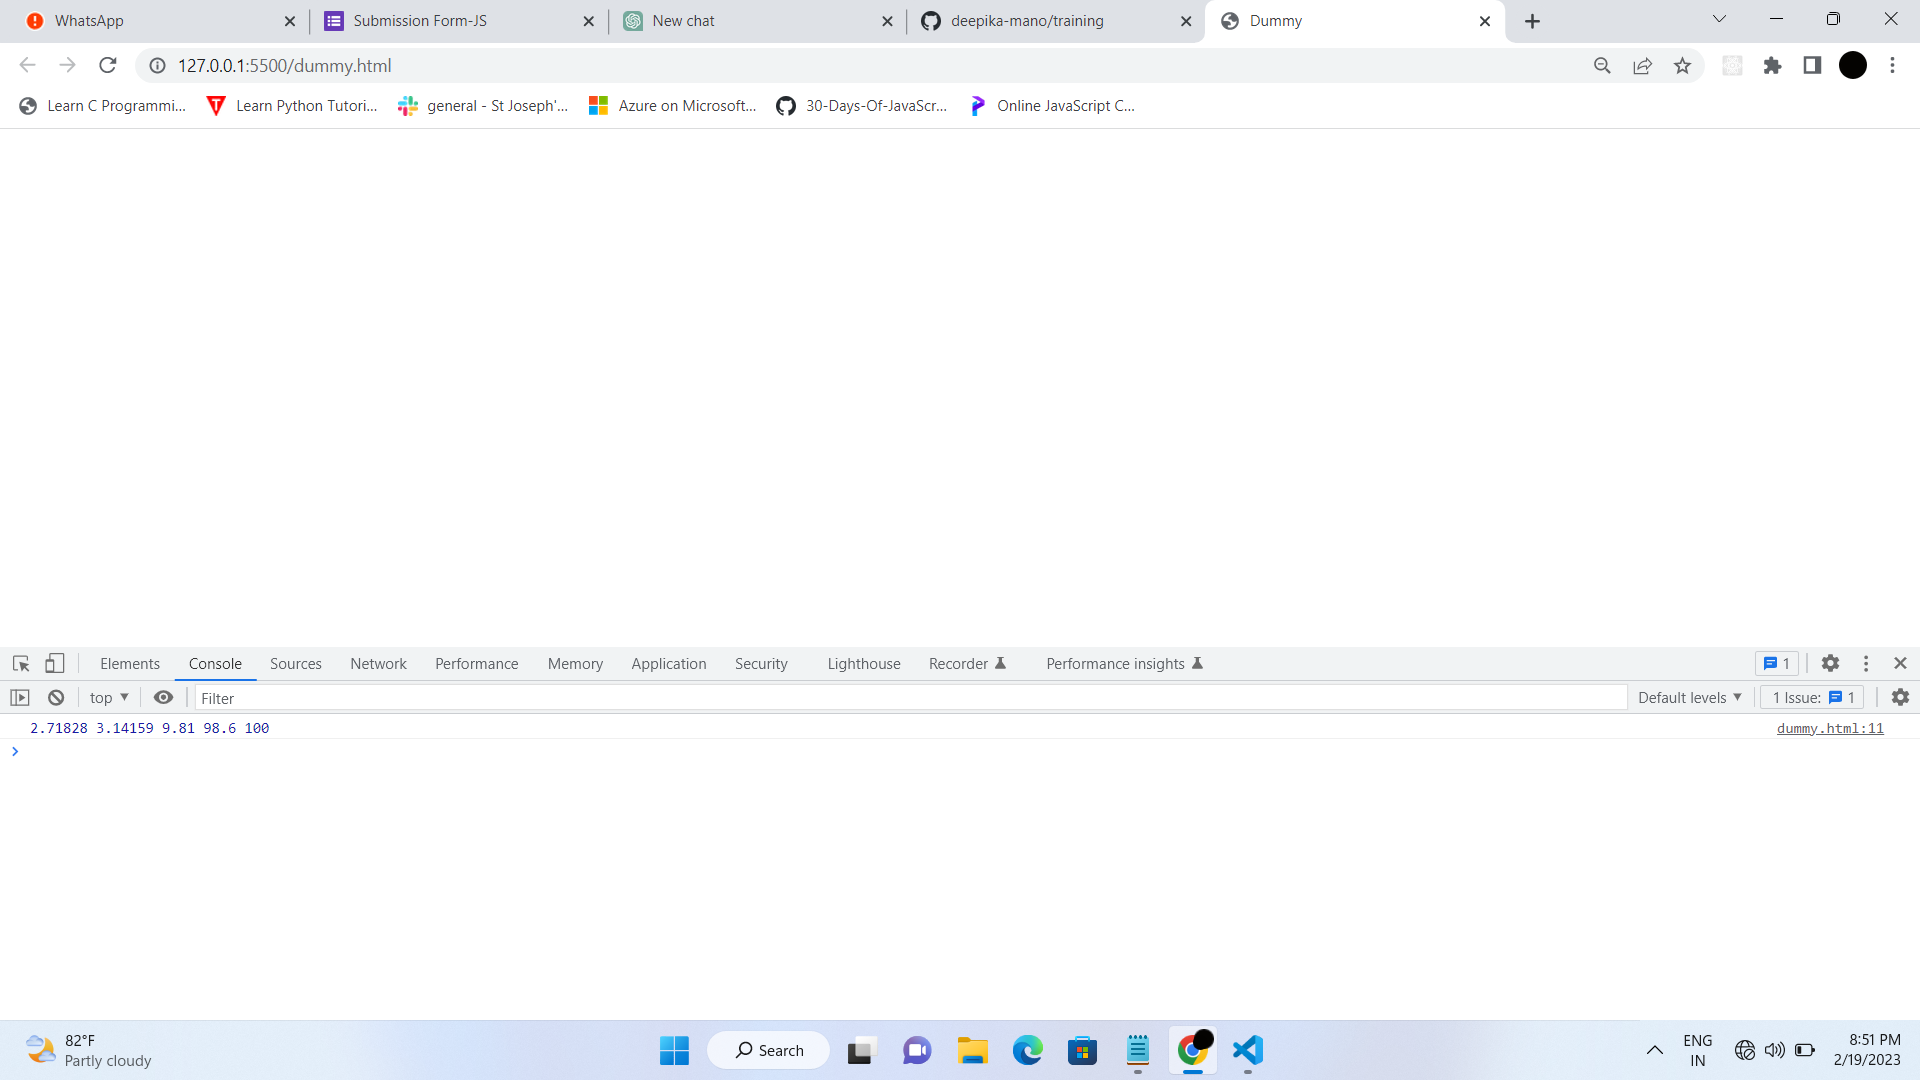 WhatsApp
Submission Form-JS
New chat
deepika-mano/training
Dummy
127.0.0.1:5500/dummy.html
Learn C Programmi...
Learn Python Tutori...
general - St Joseph'...
Azure on Microsoft...
30-Days-Of-JavaScr...
Online JavaScript C...
Elements
Console
Sources
Network
Performance
Memory
Application
Security
Lighthouse
Recorder
Performance insights
1
top
Filter
Default levels
1 Issue: 1
2.71828 3.14159 9.81 98.6 100
dummy.html:11
82°F
Partly cloudy
Search
ENG
IN
8:51 PM
2/19/2023